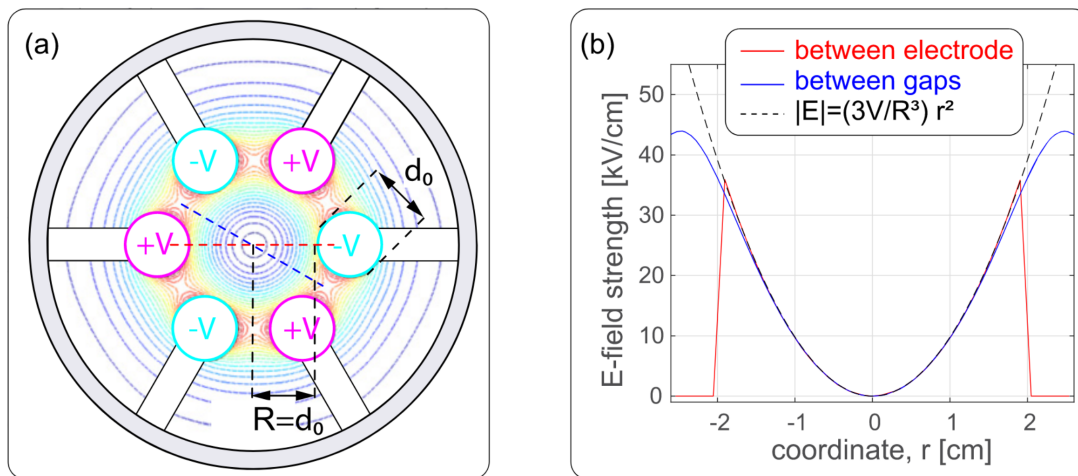 (a)
-V
+V
d₀
+V
-V
-V
+V
R=d₀
(b)
between electrode
between gaps
|E|=(3V/R³) r²
E-field strength [kV/cm]
50
40
30
20
10
0
-2
-1
0
1
2
coordinate, r [cm]